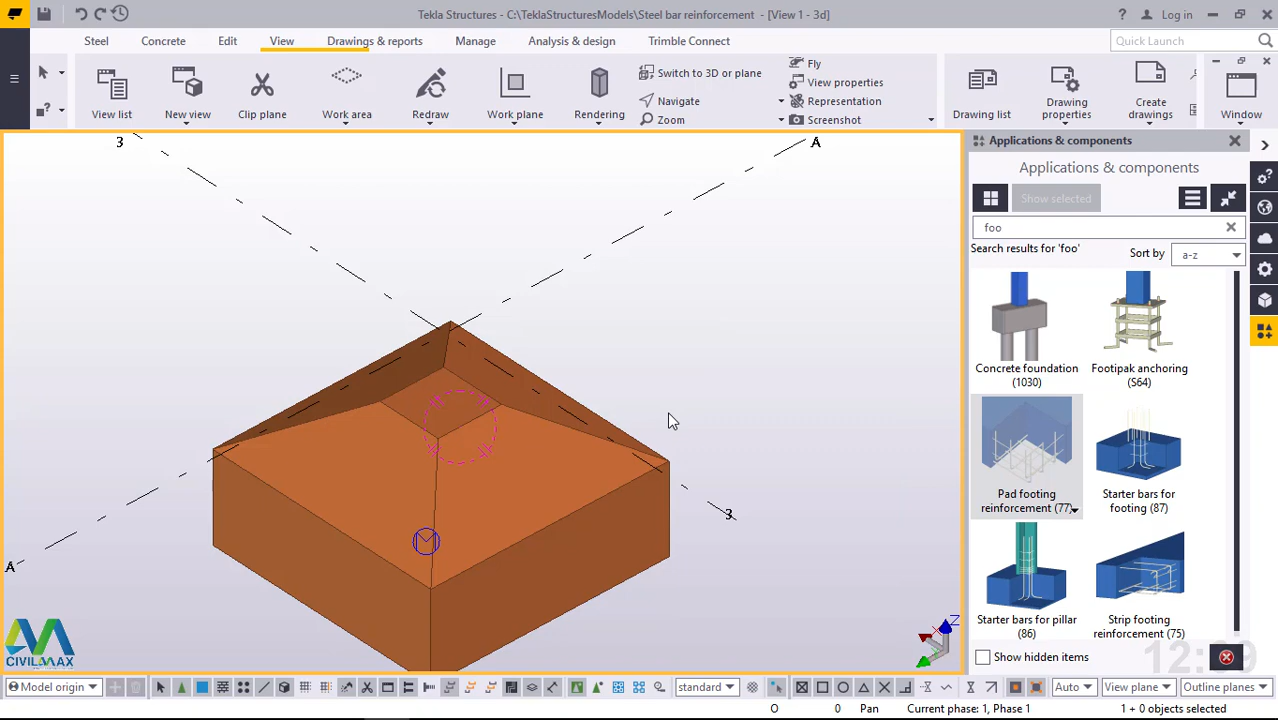 Tekla Structures - C:\TeklaStructuresModels\Steel bar reinforcement - [View 1 - 3d]
Log in
Steel
Concrete
Edit
View
Drawings & reports
Manage
Analysis & design
Trimble Connect
Quick Launch
View list
New view
Clip plane
Work area
Redraw
Work plane
Rendering
Switch to 3D or plane
Navigate
Zoom
Fly
View properties
Representation
Screenshot
Drawing list
Drawing
properties
Create
drawings
Window
3
A
3
A
Z
CIVILMAX
Applications & components
Applications & components
Show selected
foo
Search results for 'foo'
Sort by
a-z
Concrete foundation
(1030)
Footipak anchoring
(S64)
Pad footing
reinforcement (77)
Starter bars for
footing (87)
Starter bars for pillar
(86)
Strip footing
reinforcement (75)
Show hidden items
Model origin
standard
Auto
View plane
Outline planes
O
0
Pan
Current phase: 1, Phase 1
1 + 0 objects selected